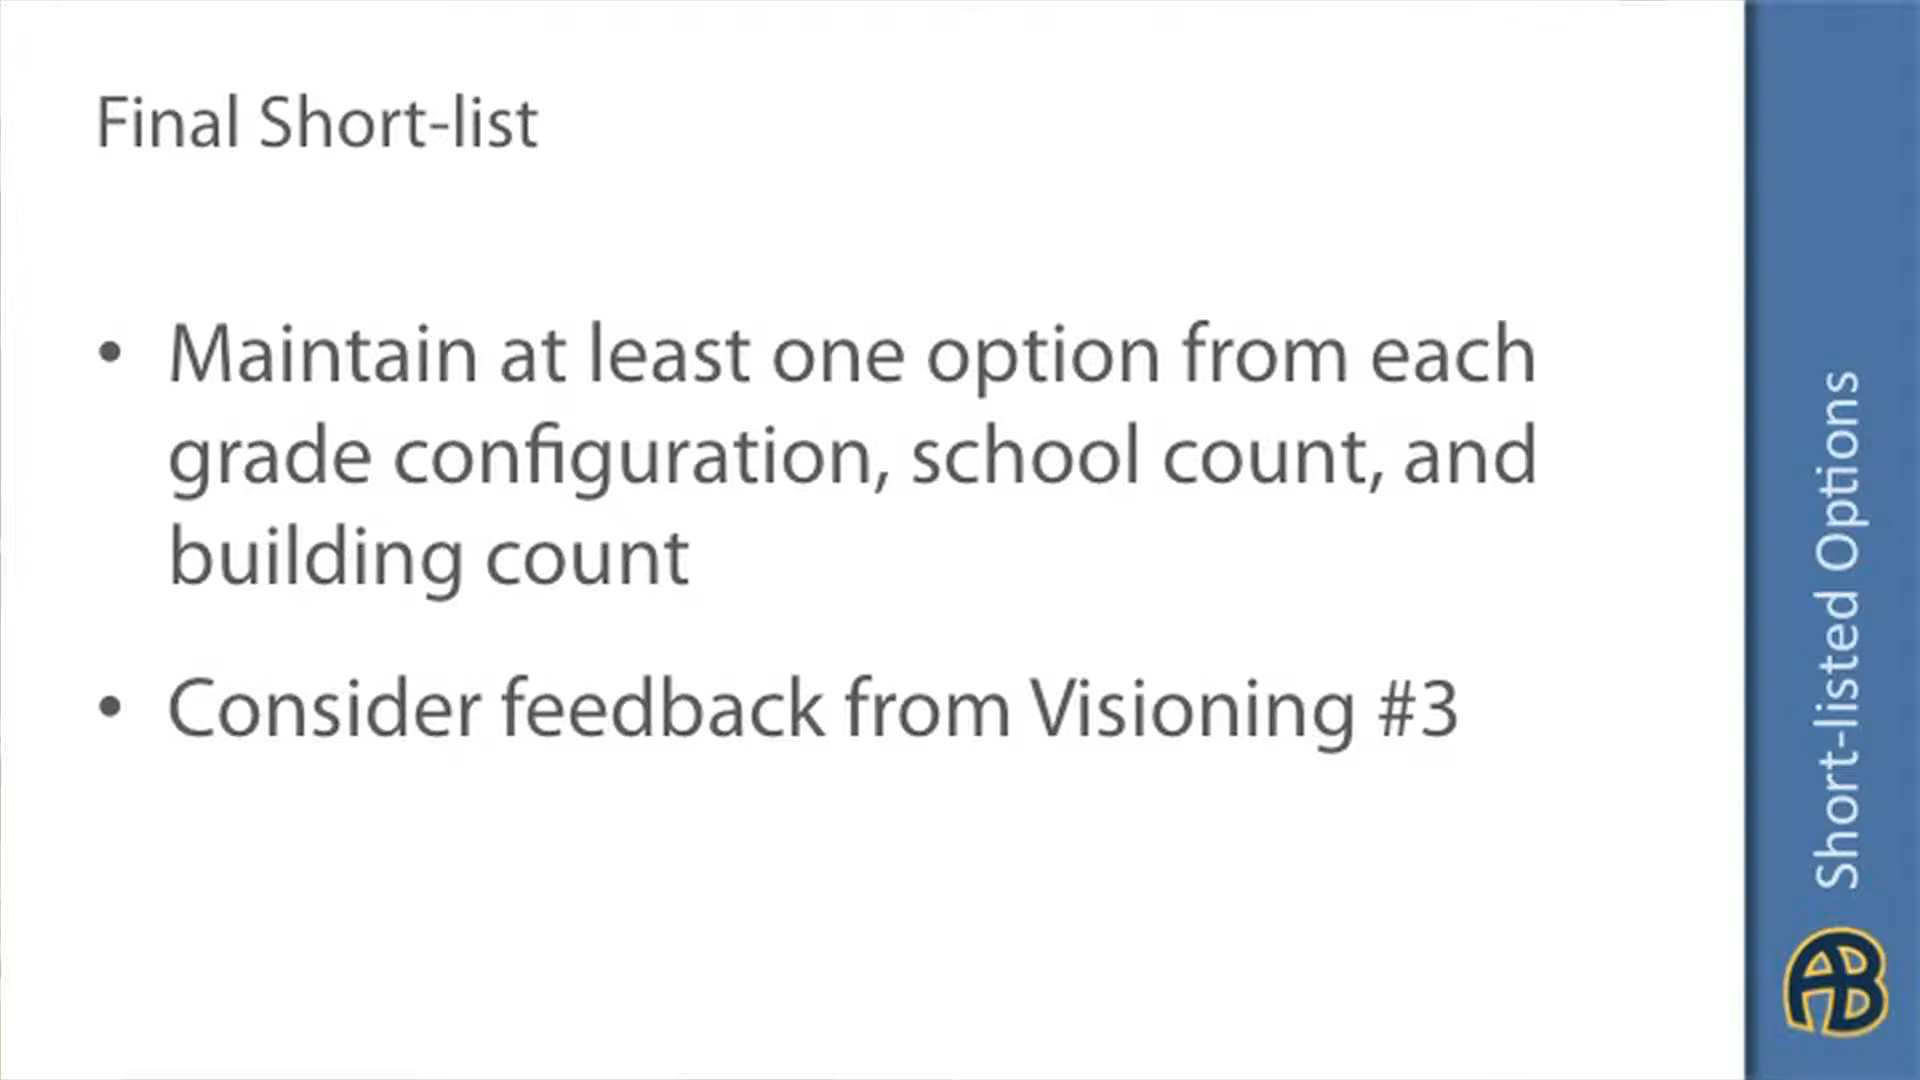 Final Short-list
• Maintain at least one option from each
grade configuration, school count, and
building count
• Consider feedback from Visioning #3
Short-listed Options
AB